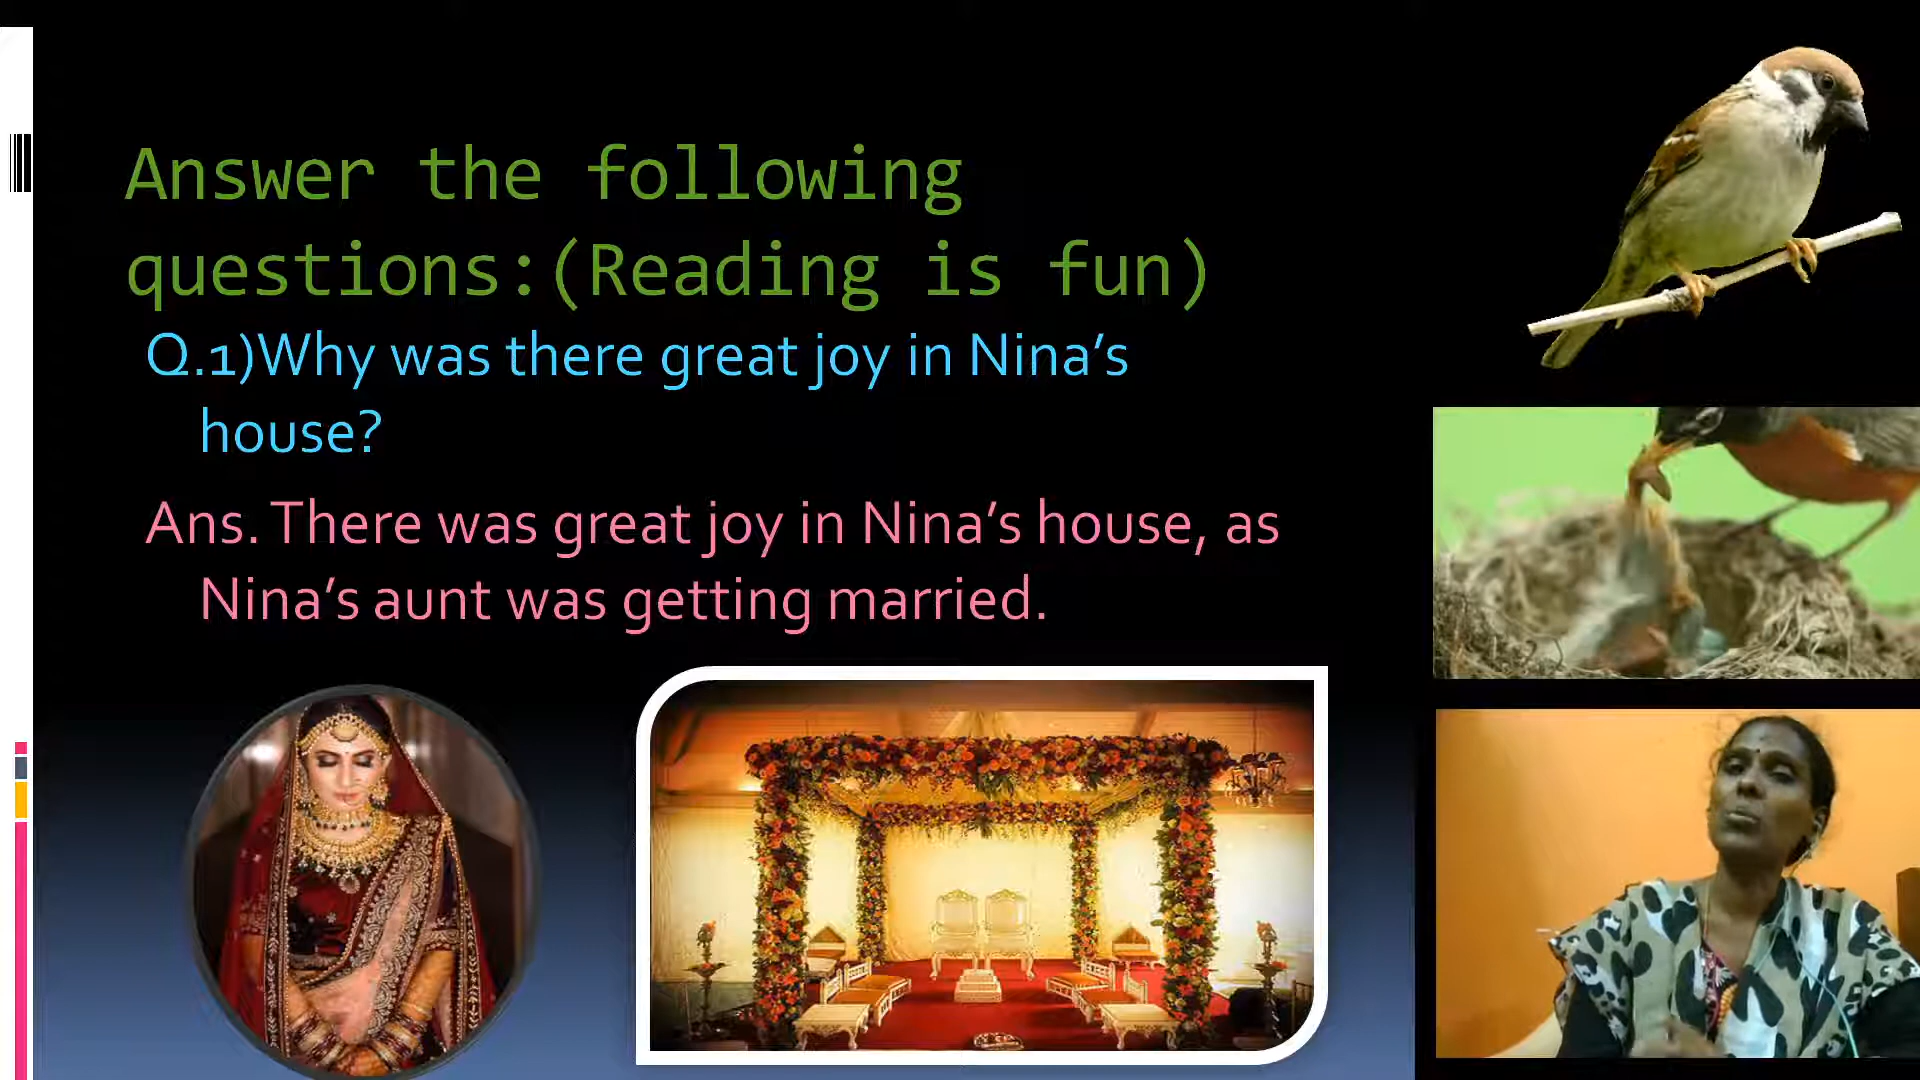 Answer the following
questions:(Reading is fun)
Q.1)Why was there great joy in Nina's
house?
Ans. There was great joy in Nina's house, as
Nina's aunt was getting married.